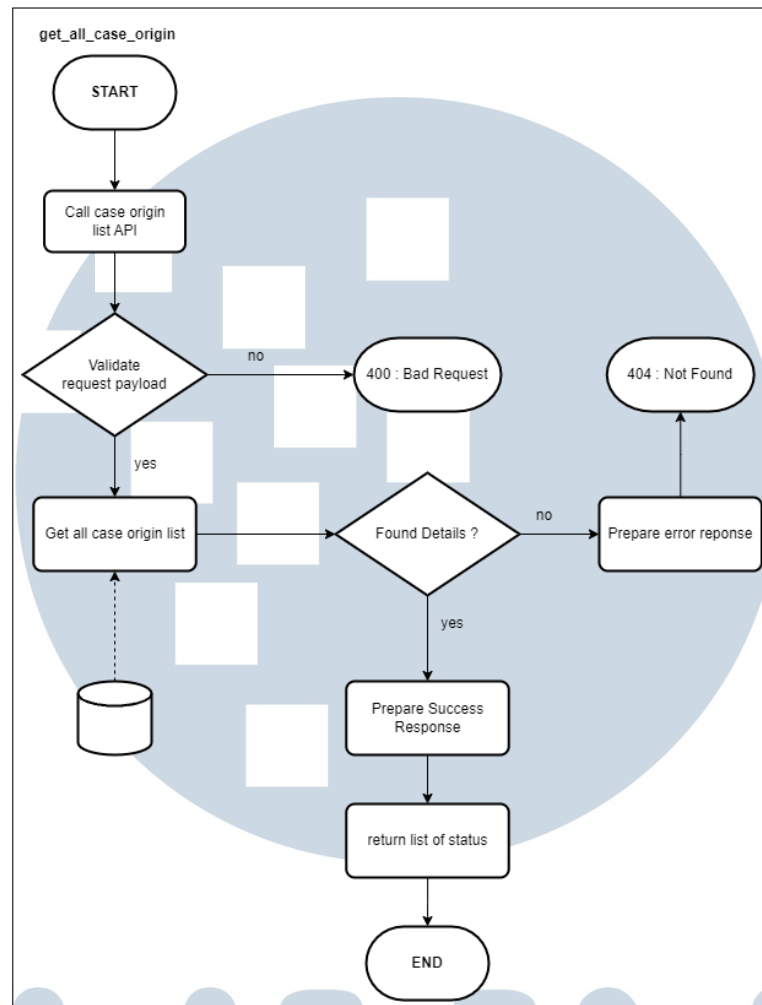 get_all_case_origin
START
Call case origin
list API
Validate
request payload
no
400 : Bad Request
404 : Not Found
yes
Get all case origin list
Found Details ?
no
Prepare error reponse
yes
Prepare Success
Response
return list of status
END